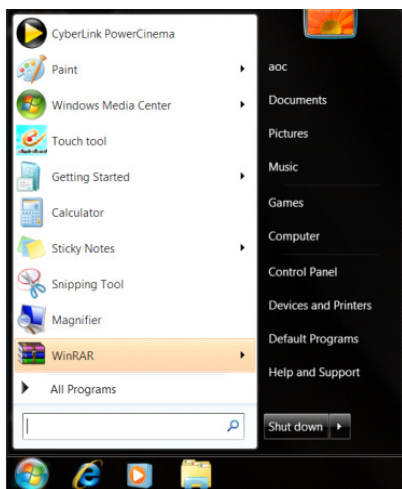 CyberLink PowerCinema
Paint
Windows Media Center
Touch tool
Getting Started
Calculator
Sticky Notes
Snipping Tool
Magnifier
WinRAR
All Programs
aoc
Documents
Pictures
Music
Games
Computer
Control Panel
Devices and Printers
Default Programs
Help and Support
Shut down